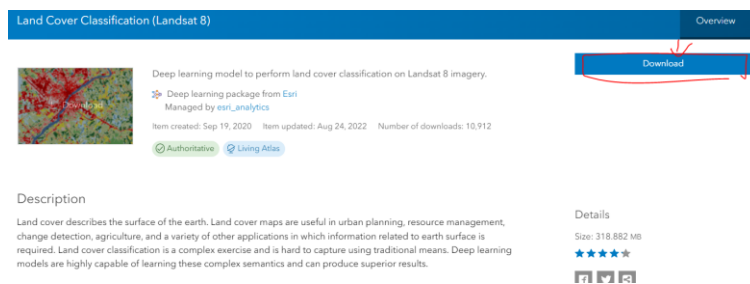 Land Cover Classification (Landsat 8)
Overview
Download
Download
Deep learning model to perform land cover classification on Landsat 8 imagery.
Deep learning package from Esri
Managed by esri_analytics
Item created: Sep 19, 2020 Item updated: Aug 24, 2022 Number of downloads: 10,912
Authoritative
Living Atlas
Description
Land cover describes the surface of the earth. Land cover maps are useful in urban planning, resource management,
change detection, agriculture, and a variety of other applications in which information related to earth surface is
required. Land cover classification is a complex exercise and is hard to capture using traditional means. Deep learning
models are highly capable of learning these complex semantics and can produce superior results.
Details
Size: 318.882 MB